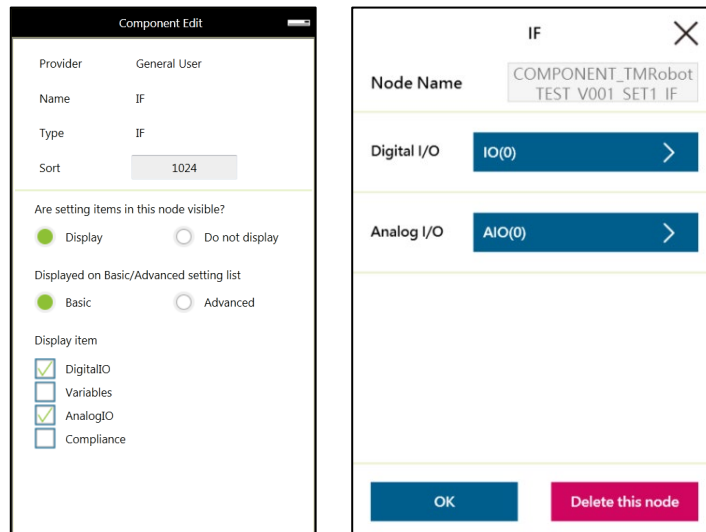 Component Edit
Provider General User
Name IF
Type IF
Sort 1024
Are setting items in this node visible?
Display Do not display
Displayed on Basic/Advanced setting list
Basic Advanced
Display item
DigitalIO
Variables
AnalogIO
Compliance
IF
Node Name COMPONENT_TMRobot
TEST_V001_SET1_IF
Digital I/O IO(0)
Analog I/O AIO(0)
OK Delete this node